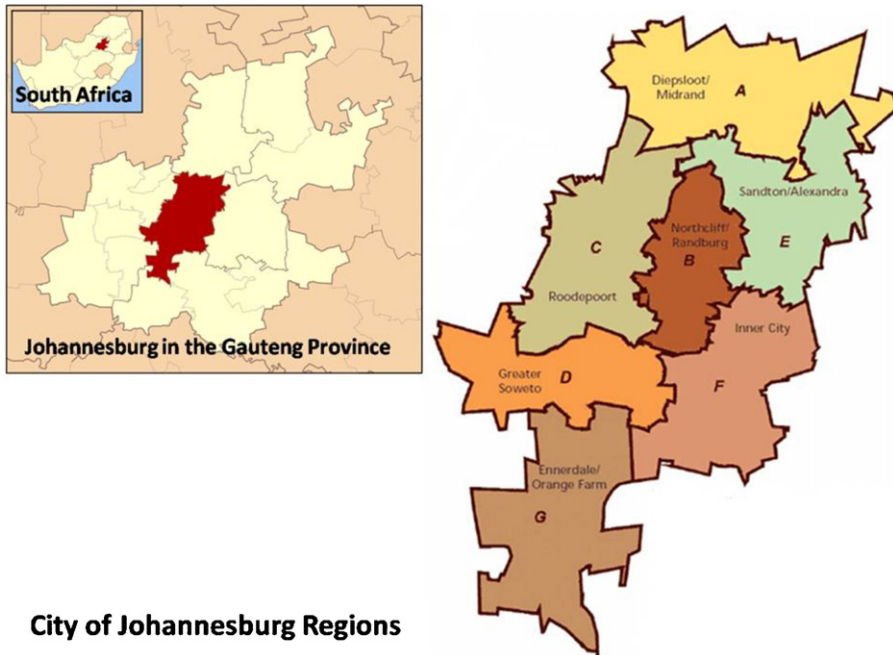 South Africa
Johannesburg in the Gauteng Province
City of Johannesburg Regions
Diepsloot/
Midrand
A
Sandton/Alexandra
E
Northcliff/
Randburg
B
C
Roodepoort
Inner City
F
Greater
Soweto
D
Ennerdale/
Orange Farm
G